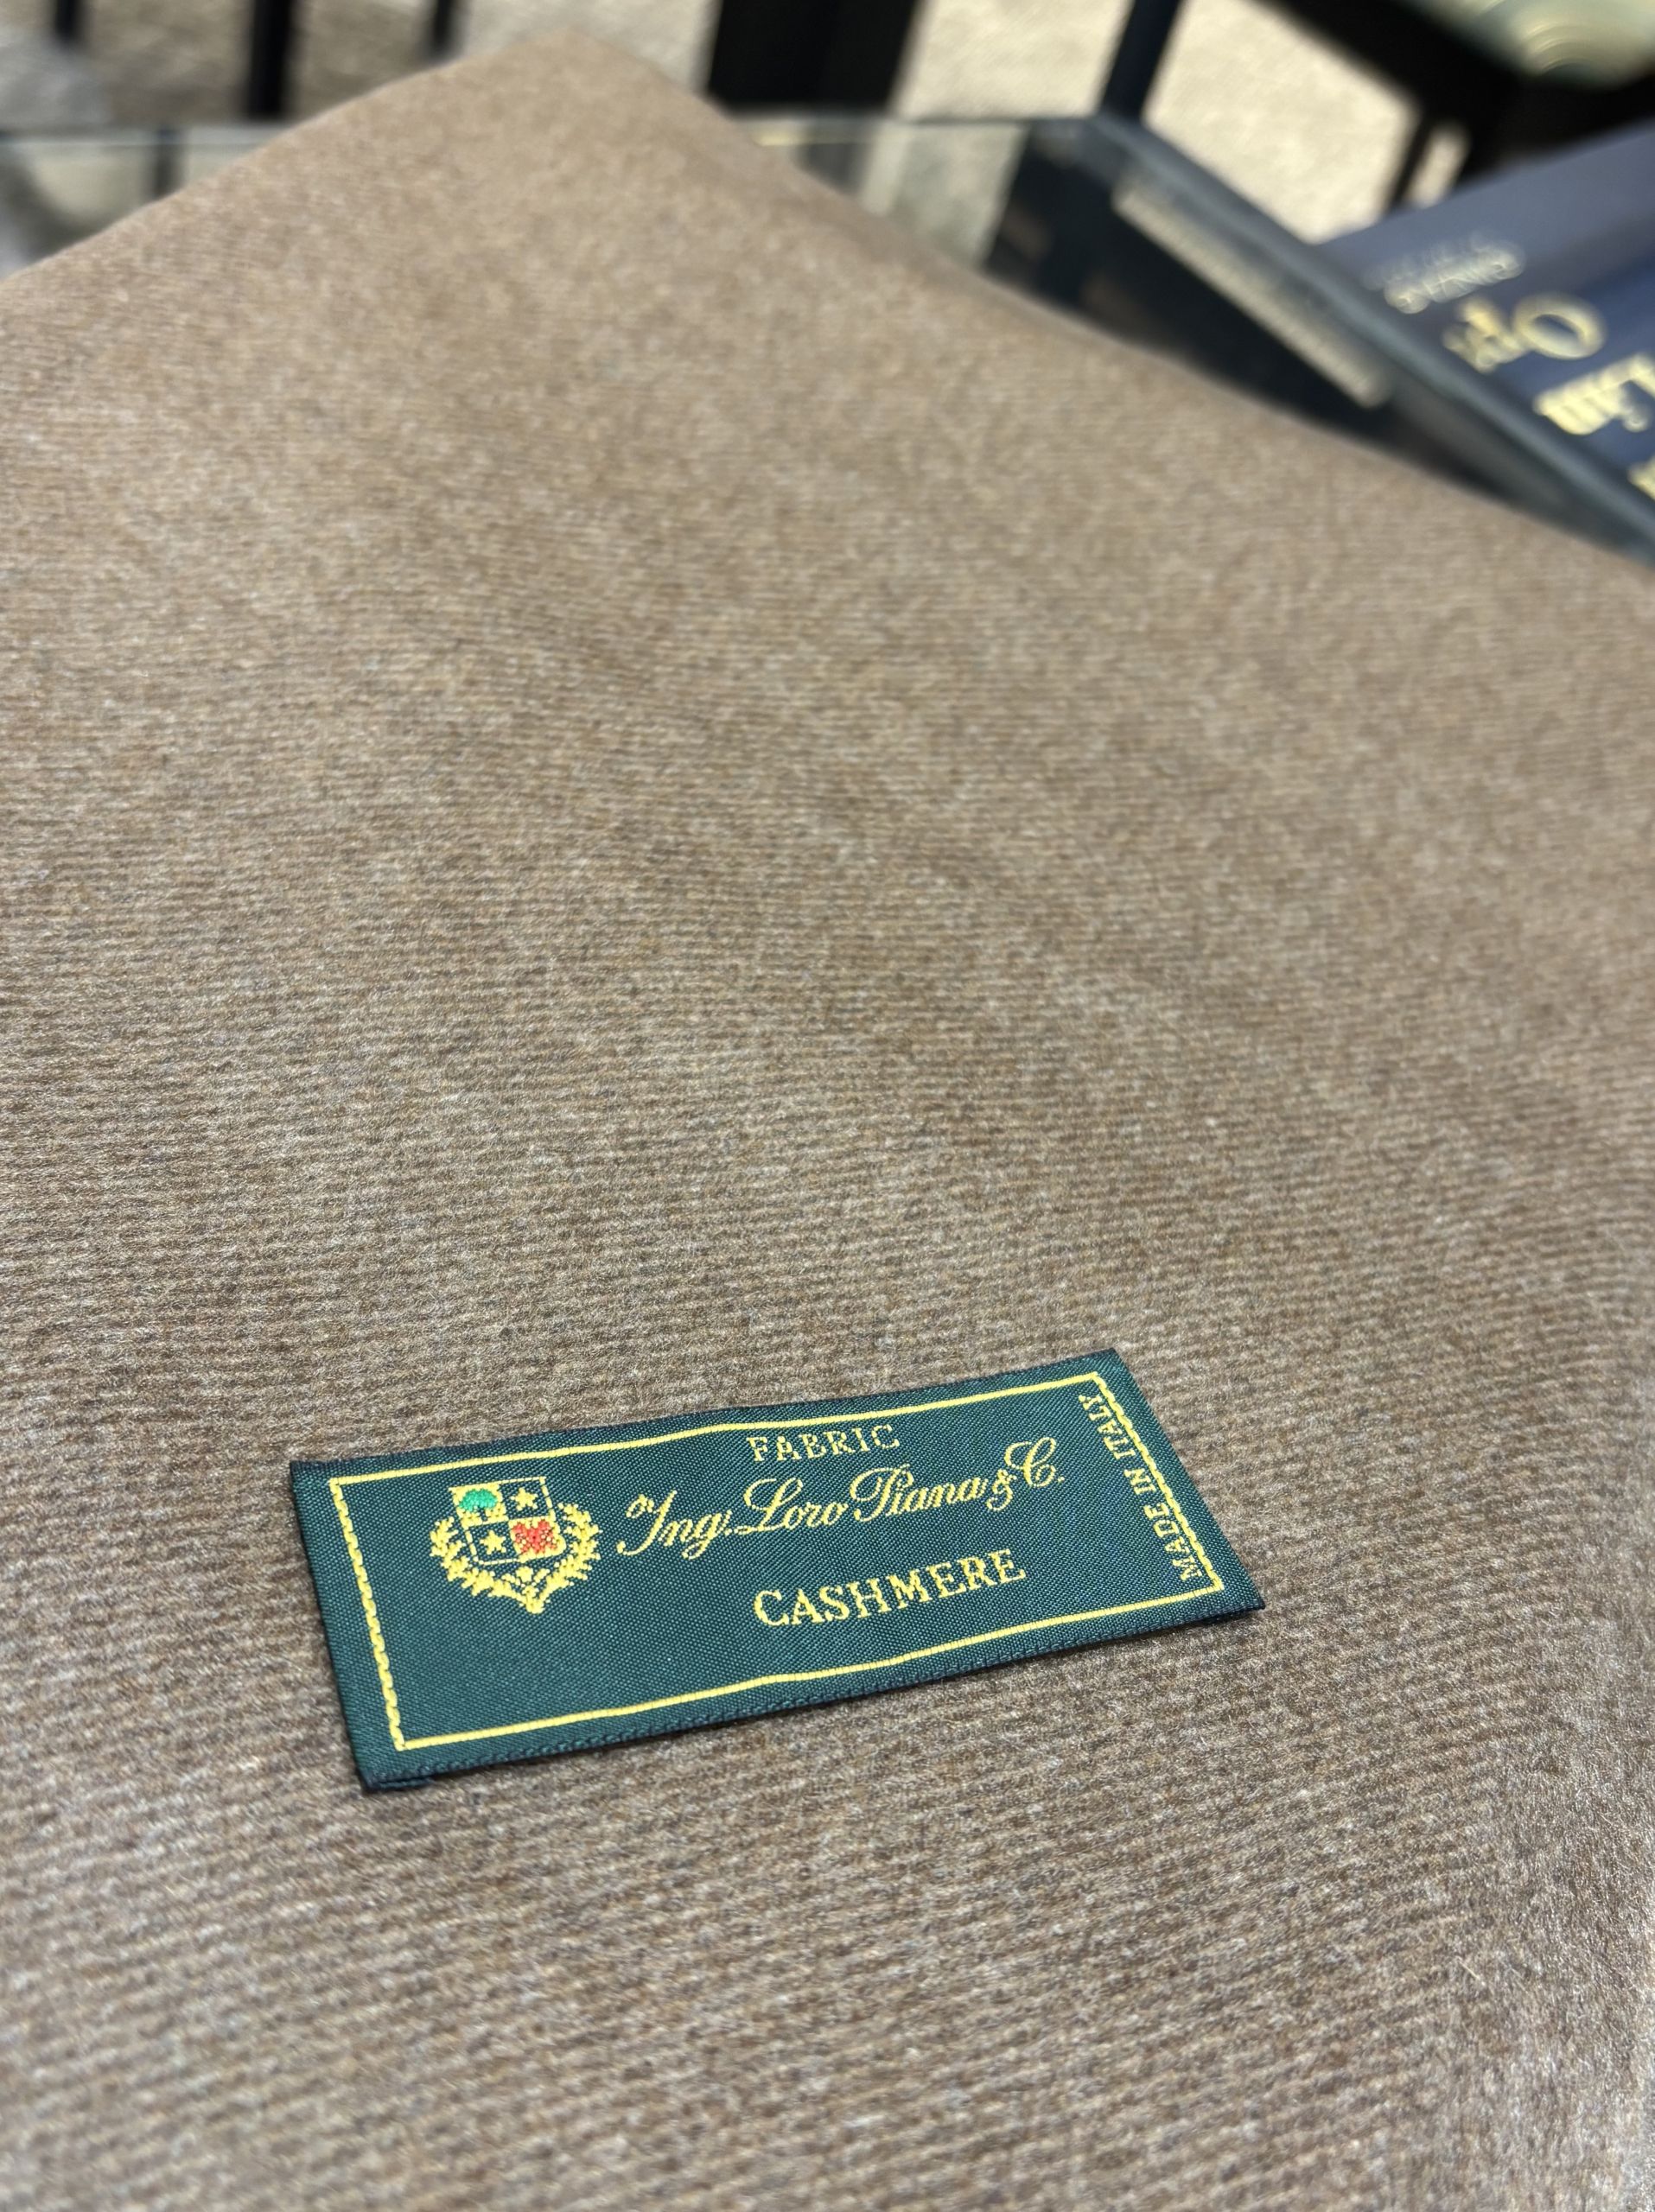 FABRIC
Ing. Loro Piana & C.
CASHMERE
MADE IN ITALY